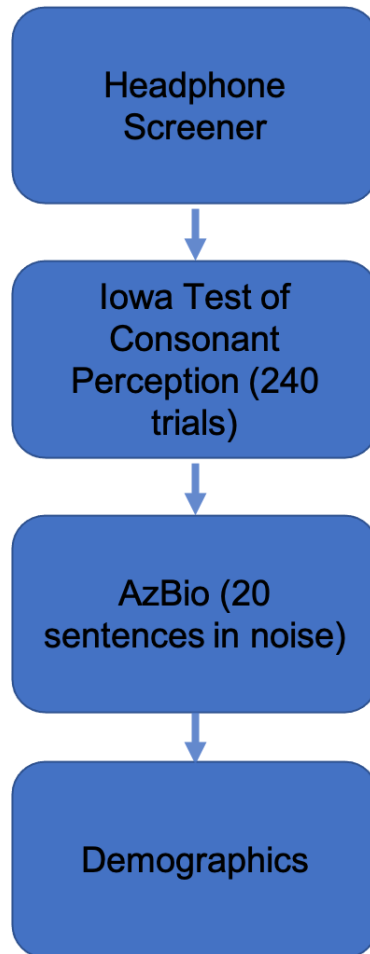 Headphone
Screener
Iowa Test of
Consonant
Perception (240
trials)
AzBio (20
sentences in noise)
Demographics